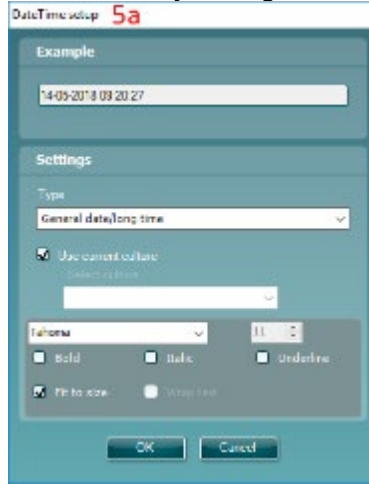 DateTime setup 5a
Example
14-05-2018 09:20:27
Settings
Type
General date/long time
Use current culture
Select culture
Tahoma 11
Bold Italic Underline
Fit to size Wrap text
OK Cancel